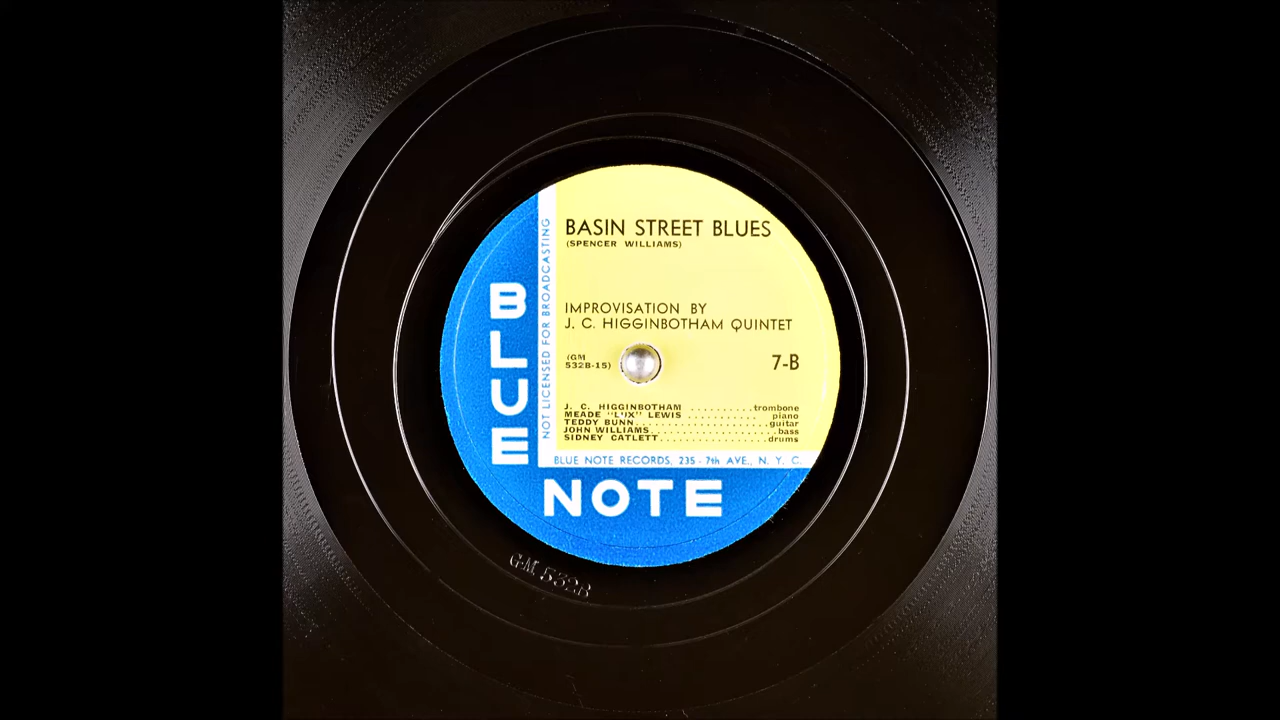 BASIN STREET BLUES
(SPENCER WILLIAMS)
NOT LICENSED FOR BROADCASTING
IMPROVISATION BY
J. C. HIGGINBOTHAM QUINTET
(GM
532B-15)
7-B
J. C. HIGGINBOTHAM ..........trombone
MEADE "LUX" LEWIS .......... piano
TEDDY BUNN.....................guitar
JOHN WILLIAMS...................bass
SIDNEY CATLETT................drums
BLUE NOTE RECORDS, 235 - 7th AVE., N. Y. C.
BLUE
NOTE
GM 532B